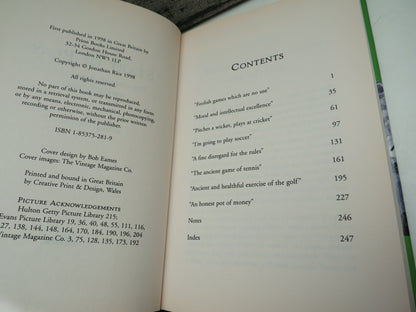 First published in 1998 in Great Britain by
Prion Books Limited
32-34 Gordon House Road,
London NW5 1LP
Copyright © Jonathan Rice 1998
All rights reserved.
No part of this book may be reproduced,
stored in a retrieval system, or transmitted in any form
or by any means, electronic, mechanical, photocopying,
recording or otherwise, without the prior written
permission of the publisher.
ISBN 1-85375-281-9
Cover design by Bob Eames
Cover images: The Vintage Magazine Co.
Printed and bound in Great Britain
by Creative Print & Design, Wales
PICTURE ACKNOWLEDGEMENTS
Hulton Getty Picture Library 215;
Evans Picture Library 19, 36, 40, 48, 55, 111, 116,
127, 138, 144, 148, 164, 170, 180, 190, 196, 204
Vintage Magazine Co. 3, 75, 128, 135, 173, 192
CONTENTS
"Foolish games which are no use" 1
"Moral and intellectual excellence" 35
"Pitches a wicket, plays at cricket" 61
"I'm going to play soccer" 97
"A fine disregard for the rules" 131
"The ancient game of tennis" 161
"Ancient and healthful exercise of the golf" 195
"An honest pot of money" 227
Notes 246
Index 247